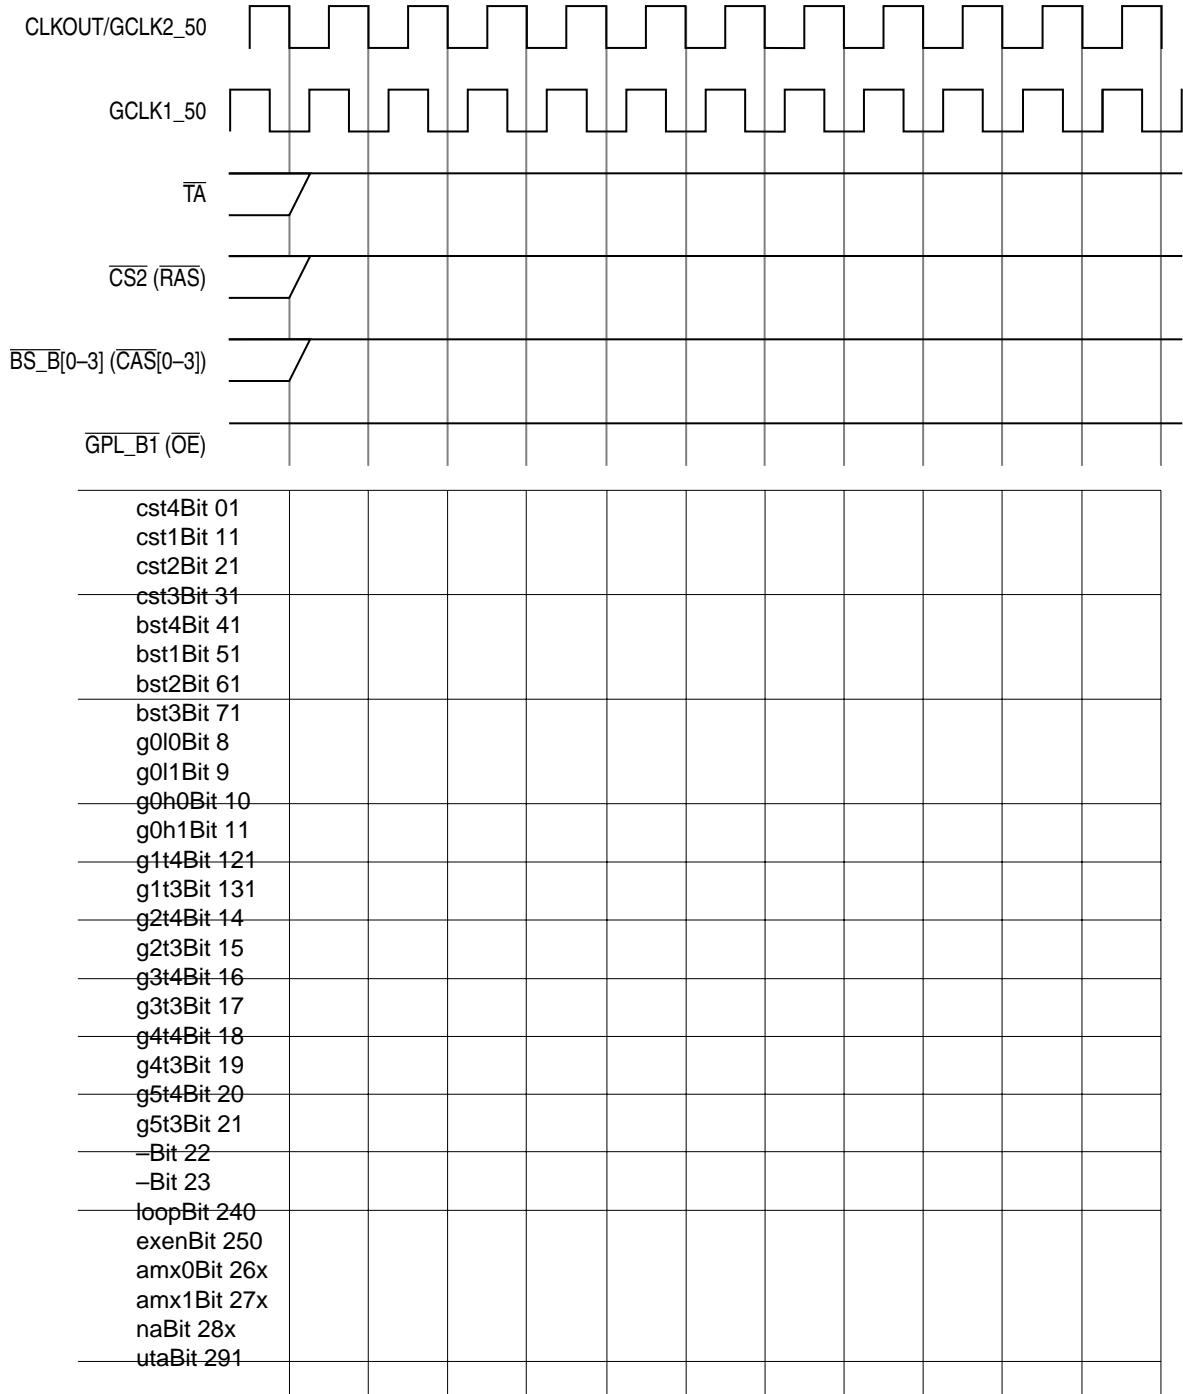 CLKOUT/GCLK2_50
GCLK1_50
TA
CS2 (RAS)
BS_B[0–3] (CAS[0–3])
GPL_B1 (OE)
cst4Bit 01
cst1Bit 11
cst2Bit 21
cst3Bit 31
bst4Bit 41
bst1Bit 51
bst2Bit 61
bst3Bit 71
g0l0Bit 8
g0l1Bit 9
g0h0Bit 10
g0h1Bit 11
g1t4Bit 121
g1t3Bit 131
g2t4Bit 14
g2t3Bit 15
g3t4Bit 16
g3t3Bit 17
g4t4Bit 18
g4t3Bit 19
g5t4Bit 20
g5t3Bit 21
–Bit 22
–Bit 23
loopBit 240
exenBit 250
amx0Bit 26x
amx1Bit 27x
naBit 28x
utaBit 291